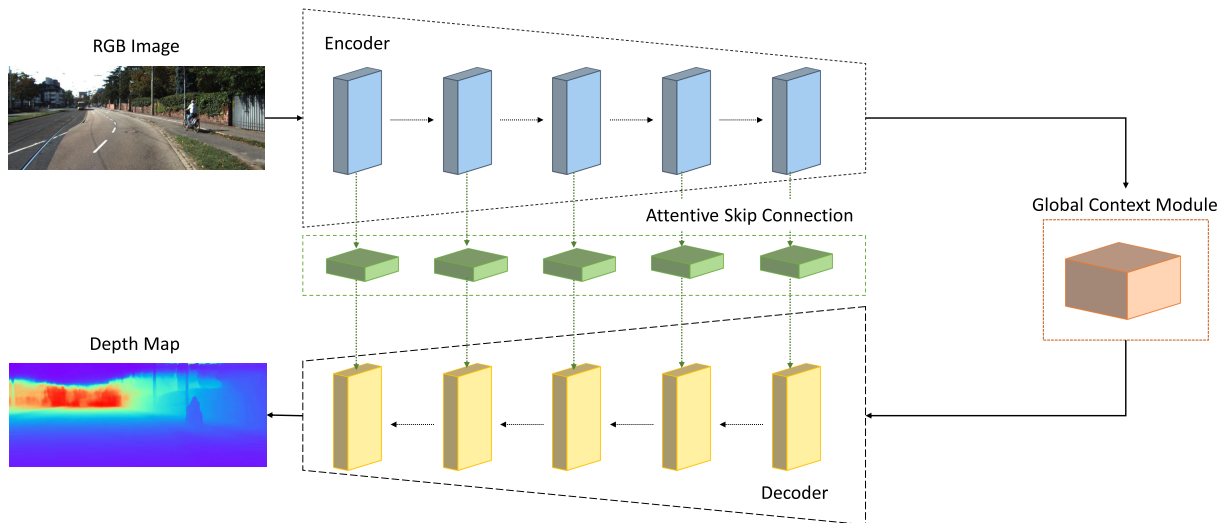 RGB Image
Encoder
Attentive Skip Connection
Global Context Module
Depth Map
Decoder